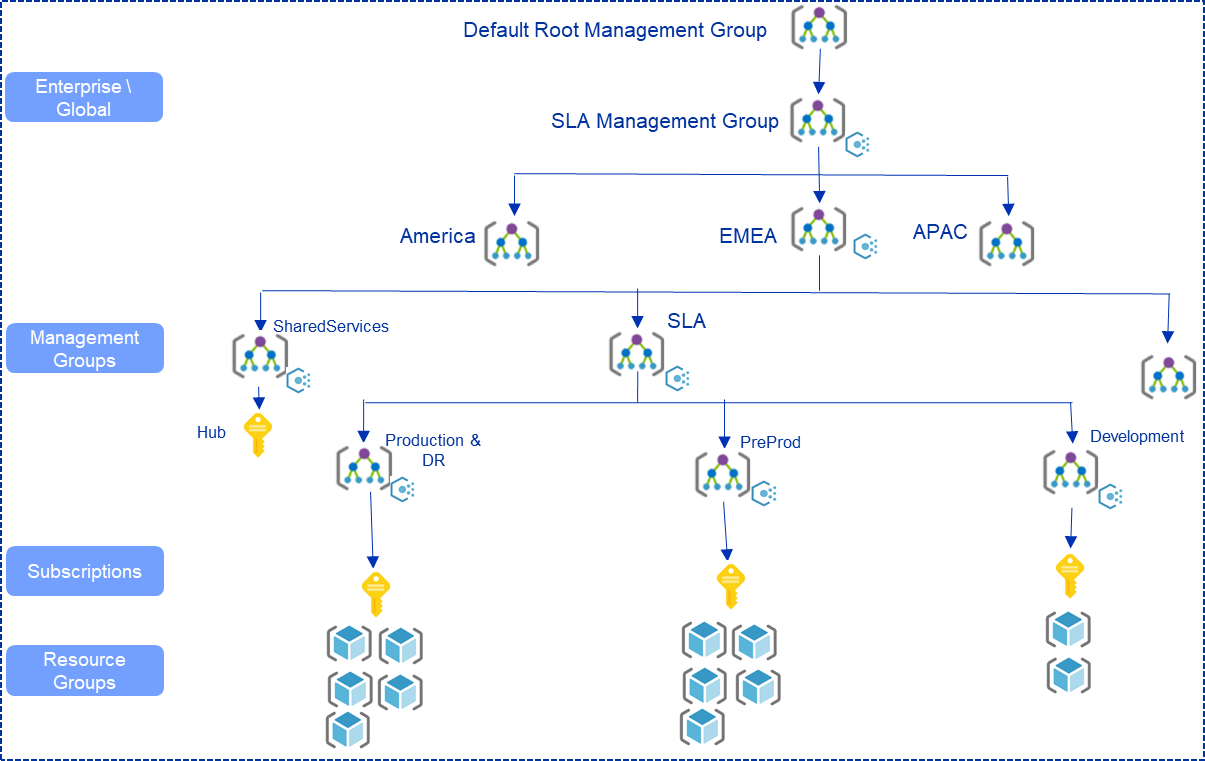 Default Root Management Group
Enterprise \
Global
SLA Management Group
America
EMEA
APAC
SharedServices
SLA
Management
Groups
Hub
Production &
DR
PreProd
Development
Subscriptions
Resource
Groups